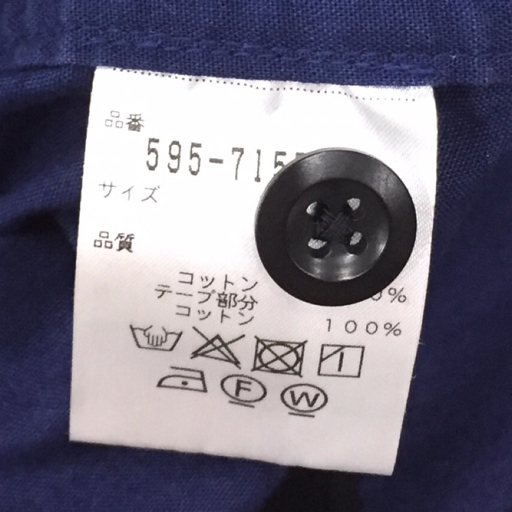 品番
595-715
サイズ
品質
コットン %
テープ部分
コットン 100%
F W